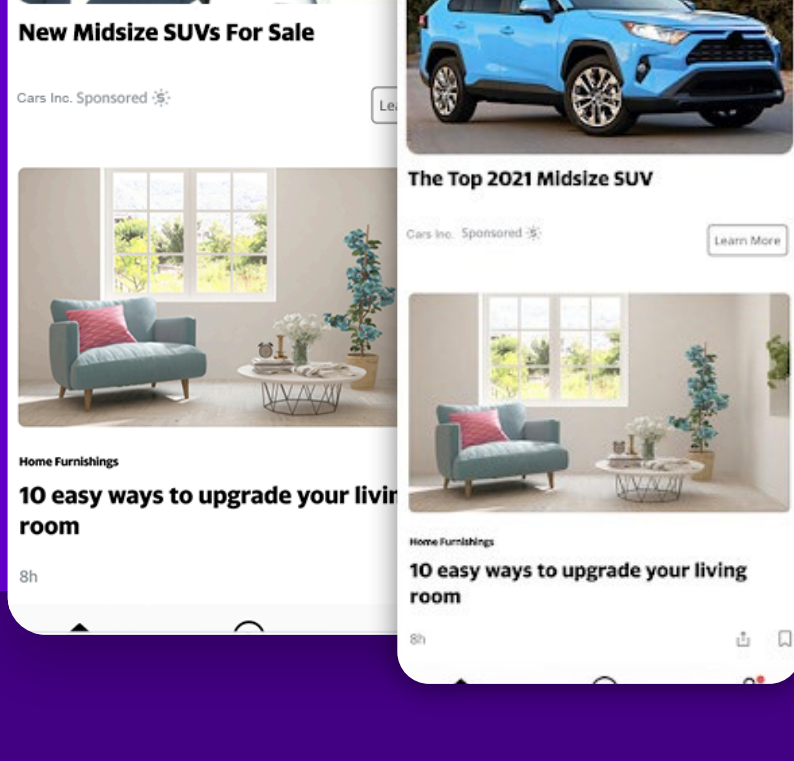 New Midsize SUVs For Sale
Cars Inc. Sponsored
Home Furnishings
10 easy ways to upgrade your livin
room
8h
The Top 2021 Midsize SUV
Cars Inc. Sponsored
Learn More
Home Furnishings
10 easy ways to upgrade your living
room
8h